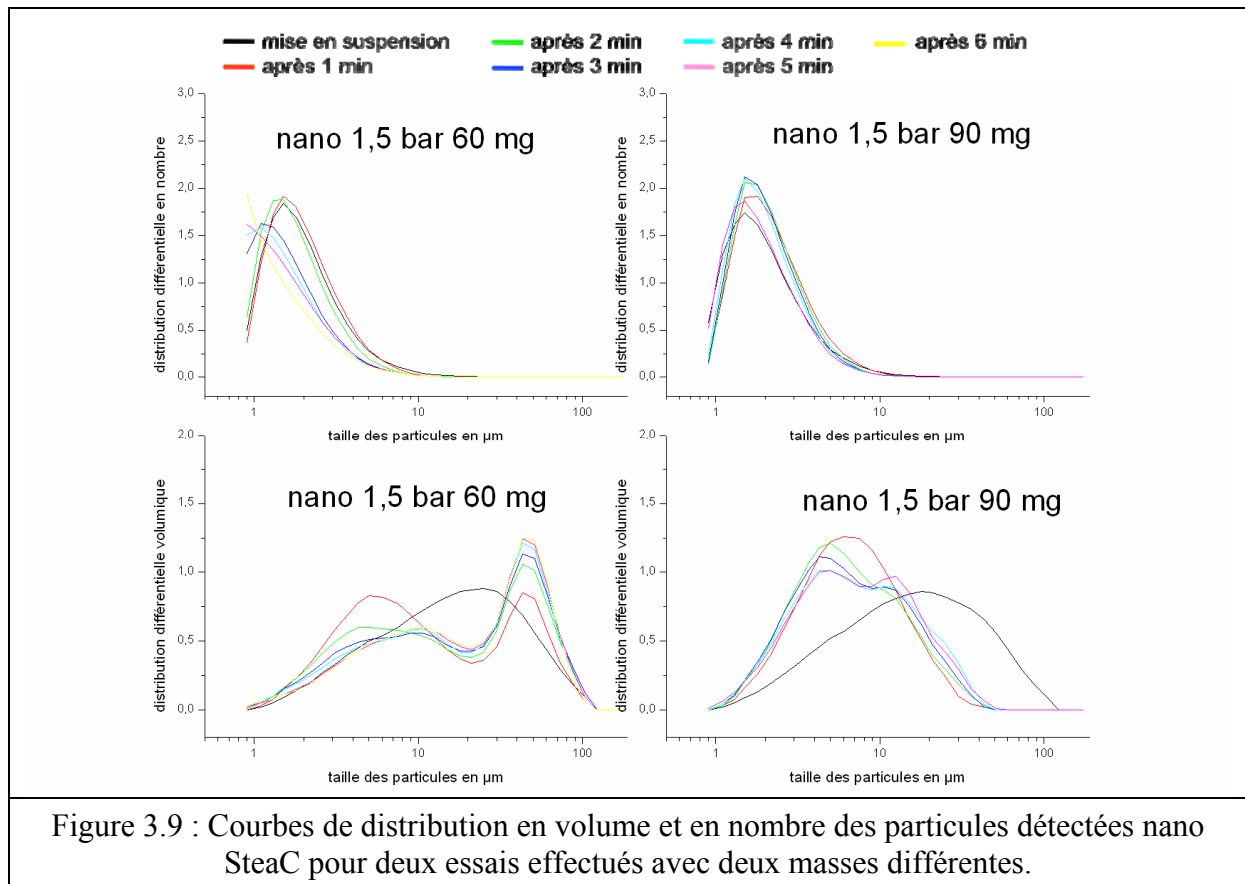 mise en suspension
après 2 min
après 4 min
après 6 min
après 1 min
après 3 min
après 5 min
nano 1,5 bar 60 mg
distribution différentielle en nombre
3,0
2,5
2,0
1,5
1,0
0,5
0,0
1
10
100
taille des particules en µm
nano 1,5 bar 90 mg
distribution différentielle en nombre
3,0
2,5
2,0
1,5
1,0
0,5
0,0
1
10
100
taille des particules en µm
nano 1,5 bar 60 mg
distribution différentielle volumique
2,0
1,5
1,0
0,5
0,0
1
10
100
taille des particules en µm
nano 1,5 bar 90 mg
distribution différentielle volumique
2,0
1,5
1,0
0,5
0,0
1
10
100
taille des particules en µm
Figure 3.9 : Courbes de distribution en volume et en nombre des particules détectées nano
SteaC pour deux essais effectués avec deux masses différentes.